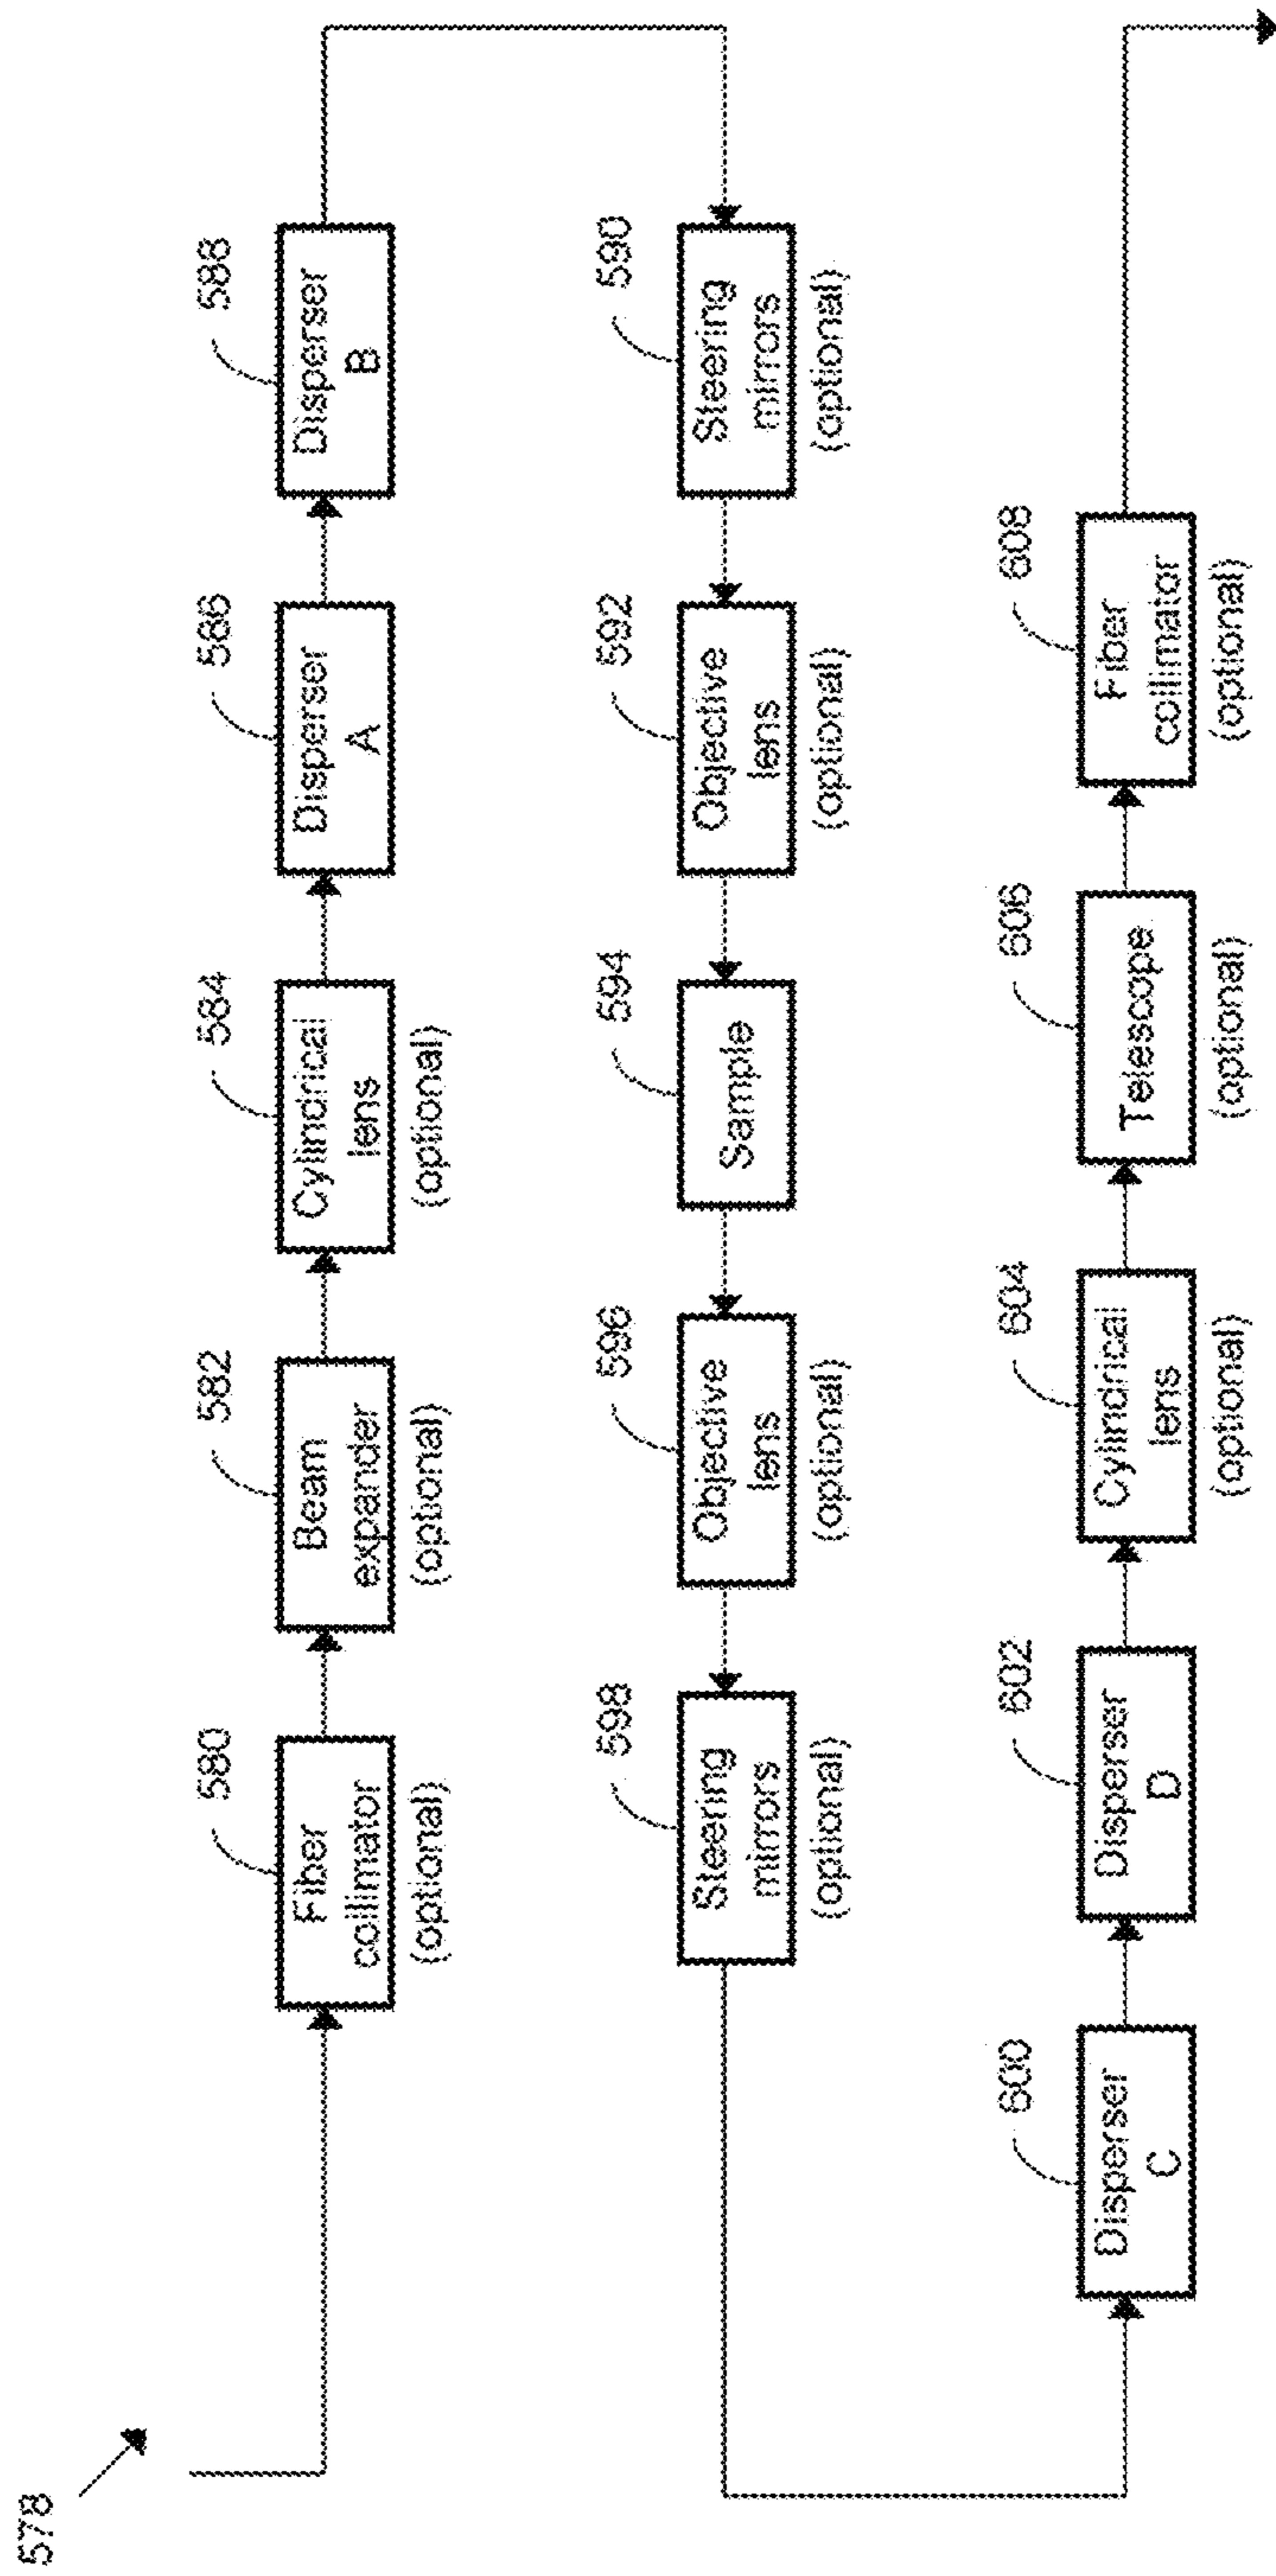 578
580
Fiber
collimator
(optional)
582
Beam
expander
(optional)
584
Cylindrical
lens
(optional)
586
Disperser
A
588
Disperser
B
590
Steering
mirrors
(optional)
592
Objective
lens
(optional)
594
Sample
596
Objective
lens
(optional)
598
Steering
mirrors
(optional)
600
Disperser
C
602
Disperser
D
604
Cylindrical
lens
(optional)
606
Telescope
(optional)
608
Fiber
collimator
(optional)